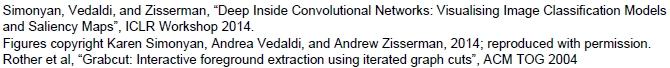 Simonyan, Vedaldi, and Zisserman, “Deep Inside Convolutional Networks: Visualising Image Classification Models
and Saliency Maps”, ICLR Workshop 2014.
Figures copyright Karen Simonyan, Andrea Vedaldi, and Andrew Zisserman, 2014; reproduced with permission.
Rother et al, “Grabcut: Interactive foreground extraction using iterated graph cuts”, ACM TOG 2004